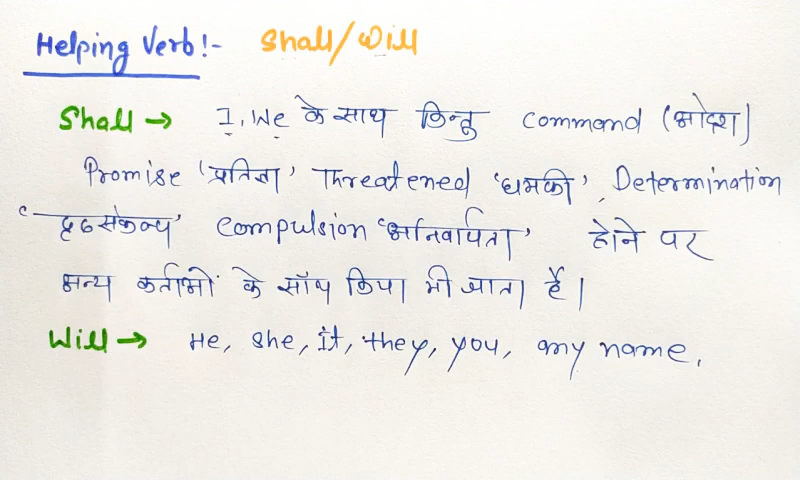 Helping Verb!- Shall/Will
Shall → I, We के साथ किन्तु Command (आदेश)
Promise 'प्रतिज्ञा' Threatened 'धमकी', Determination
'दृढसंकल्प' Compulsion 'अनिवार्यता' होने पर
अन्य कर्ताओं के साथ किया भी जाता है।
Will → He, She, It, they, you, any name.